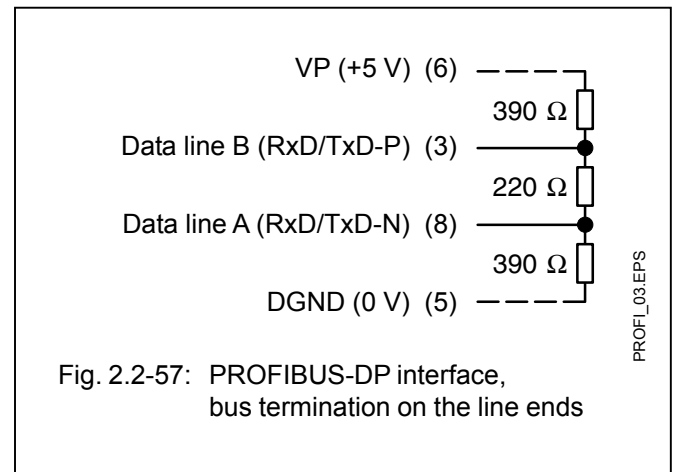 VP (+5 V) (6)
390 Ω
Data line B (RxD/TxD-P) (3)
220 Ω
Data line A (RxD/TxD-N) (8)
390 Ω
DGND (0 V) (5)
PROFI_03.EPS
Fig. 2.2-57: PROFIBUS-DP interface,
bus termination on the line ends